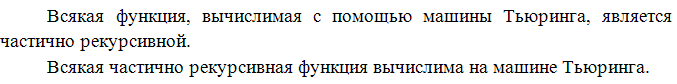 Всякая функция, вычислимая с помощью машины Тьюринга, является
частично рекурсивной.
Всякая частично рекурсивная функция вычислима на машине Тьюринга.